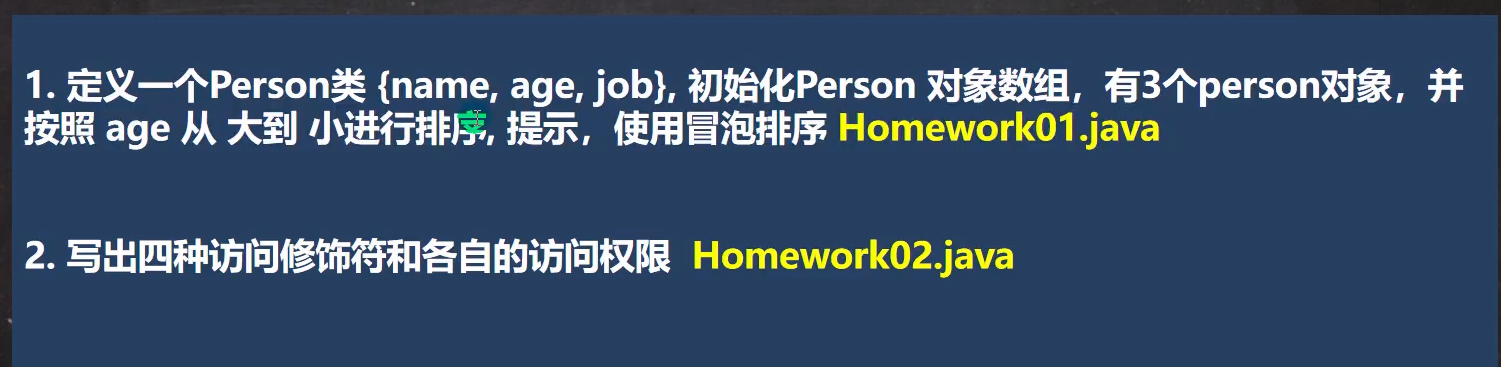 1. 定义一个Person类 {name, age, job}, 初始化Person 对象数组，有3个person对象，并
按照 age 从 大到 小进行排序, 提示，使用冒泡排序 Homework01.java
2. 写出四种访问修饰符和各自的访问权限 Homework02.java